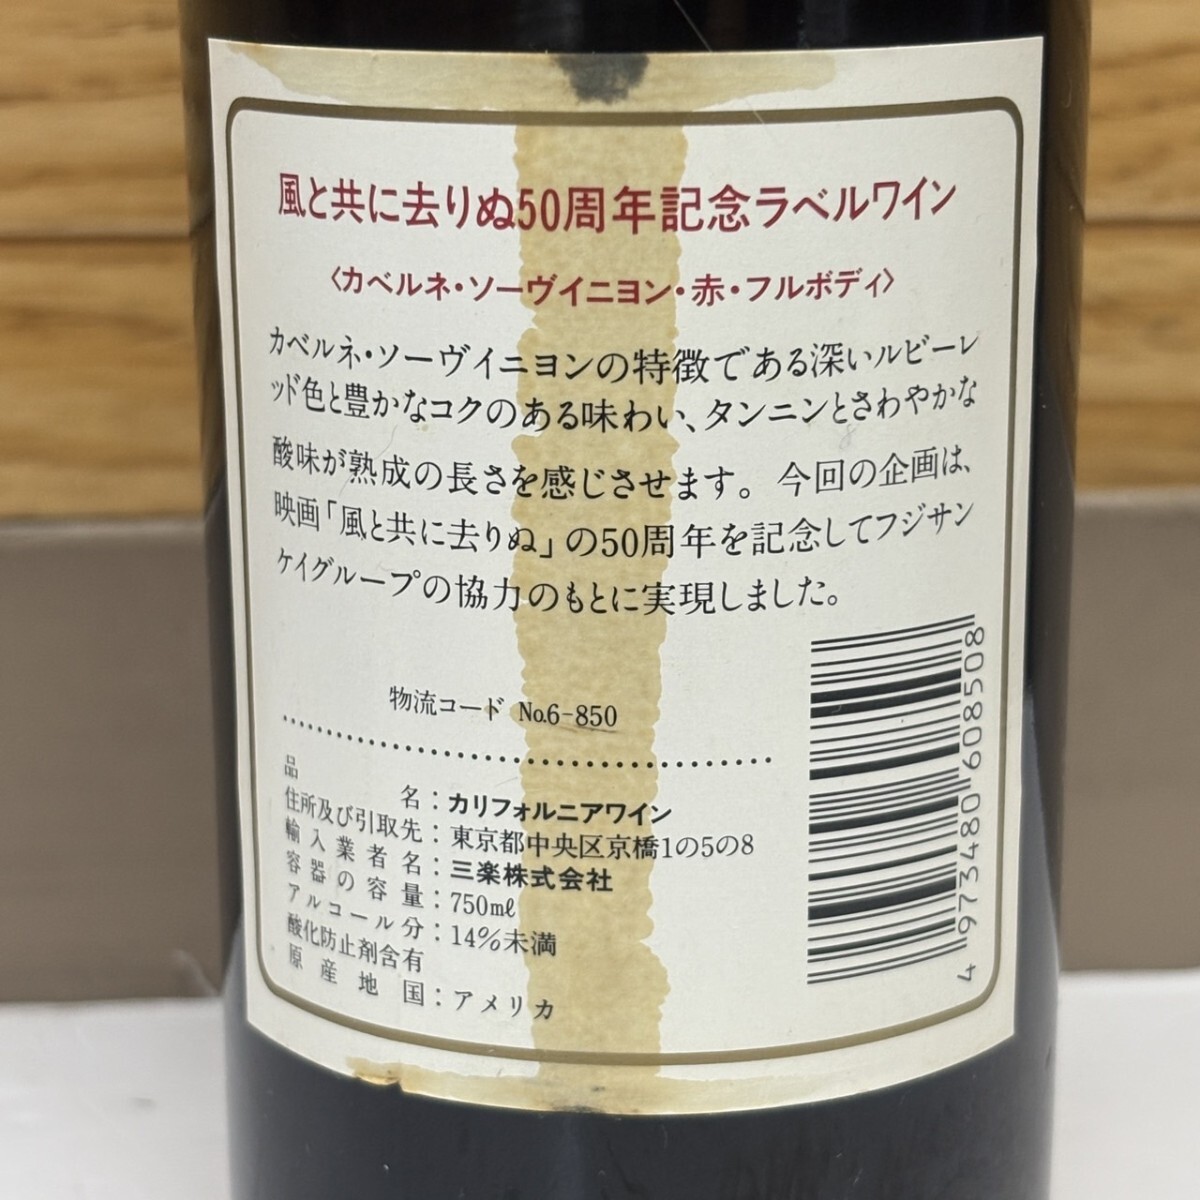 風と共に去りぬ50周年記念ラベルワイン
〈カベルネ・ソーヴィニヨン・赤・フルボディ〉
カベルネ・ソーヴィニヨンの特徴である深いルビーレ
ッド色と豊かなコクのある味わい、タンニンとさわやかな
酸味が熟成の長さを感じさせます。今回の企画は、
映画「風と共に去りぬ」の50周年を記念してフジサン
ケイグループの協力のもとに実現しました。
物流コード No.6-850
品名：カリフォルニアワイン
住所及び引取先：東京都中央区京橋1の5の8
輸入業者名：三楽株式会社
容器の容量：750mℓ
アルコール分：14%未満
酸化防止剤含有
原産地国：アメリカ
4 973480 608508